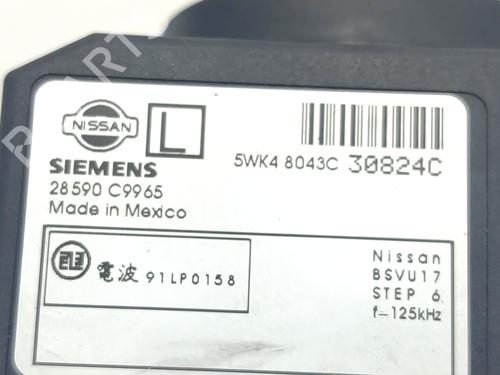 NISSAN
L
SIEMENS
28590 C9965
Made in Mexico
5WK4 8043C 30824C
電波 91LP0158
Nissan
BSVU17
STEP 6
f-125kHz